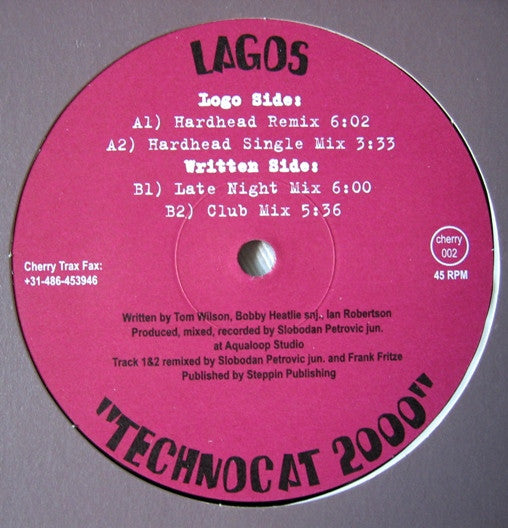 LAGOS
Logo Side:
A1) Hardhead Remix 6:02
A2) Hardhead Single Mix 3:33
Written Side:
B1) Late Night Mix 6:00
B2) Club Mix 5:36
Cherry Trax Fax:
+31-486-453946
cherry
002
45 RPM
Written by Tom Wilson, Bobby Heatlie snj., Ian Robertson
Produced, mixed, recorded by Slobodan Petrovic jun.
at Aqualoop Studio
Track 1&2 remixed by Slobodan Petrovic jun. and Frank Fritze
Published by Steppin Publishing
"TECHNOCAT 2000"